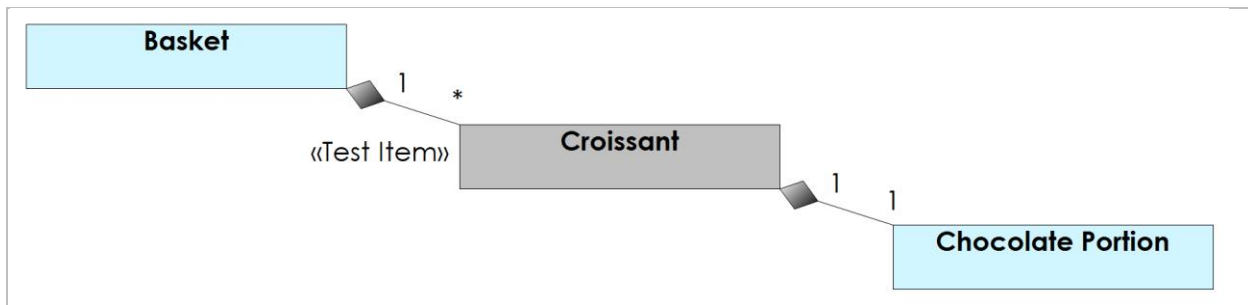 Basket
1
*
«Test Item»
Croissant
1
1
Chocolate Portion